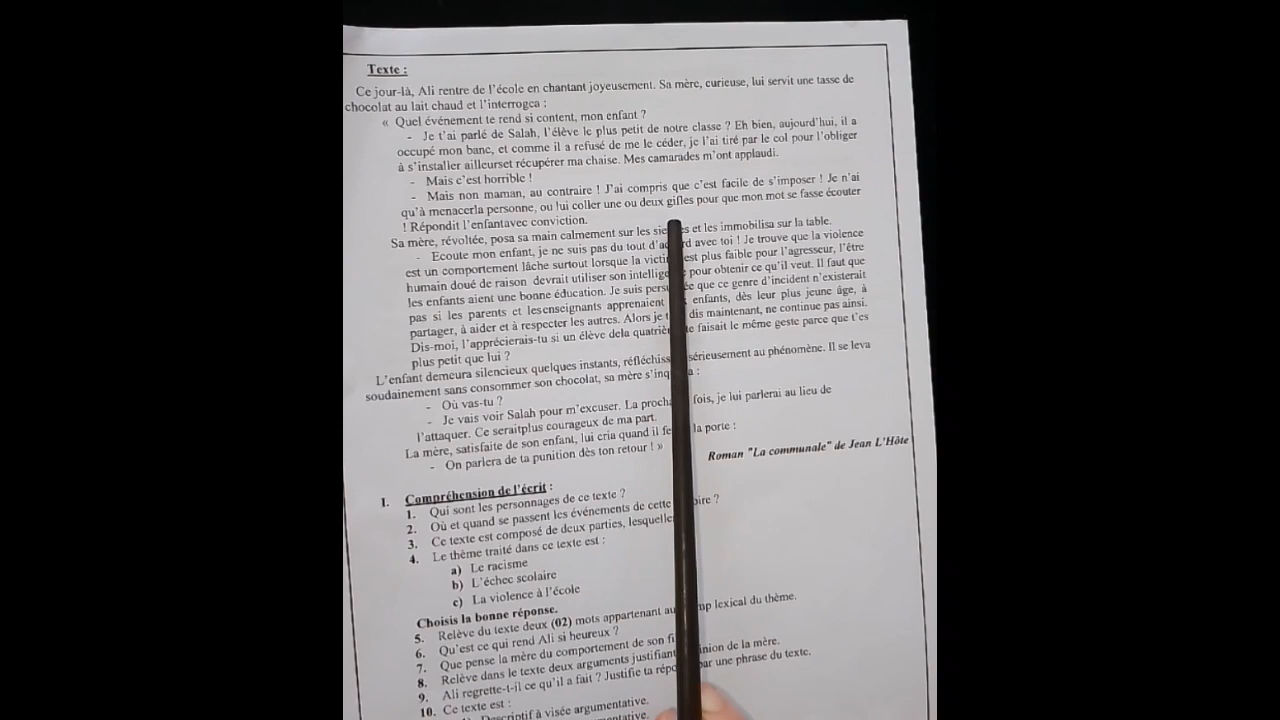 Texte :
Ce jour-là, Ali rentre de l'école en chantant joyeusement. Sa mère, curieuse, lui servit une tasse de
chocolat au lait chaud et l'interrogea :
« Quel événement te rend si content, mon enfant ?
- Je t'ai parlé de Salah, l'élève le plus petit de notre classe ? Eh bien, aujourd'hui, il a
occupé mon banc, et comme il a refusé de me le céder, je l'ai tiré par le col pour l'obliger
à s'installer ailleurset récupérer ma chaise. Mes camarades m'ont applaudi.
- Mais c'est horrible !
- Mais non maman, au contraire ! J'ai compris que c'est facile de s'imposer ! Je n'ai
qu'à menacerla personne, ou lui coller une ou deux gifles pour que mon mot se fasse écouter
! Répondit l'enfantavec conviction.
Sa mère, révoltée, posa sa main calmement sur les et les immobilisa sur la table.
- Ecoute mon enfant, je ne suis pas du tout avec toi ! Je trouve que la violence
est un comportement lâche surtout lorsque la est plus faible pour l'agresseur, l'être
humain doué de raison devrait utiliser son pour obtenir ce qu'il veut. Il faut que
les enfants aient une bonne éducation. Je suis que ce genre d'incident n'existerait
pas si les parents et lesenseignants apprenaient enfants, dès leur plus jeune âge, à
partager, à aider et à respecter les autres. Alors je dis maintenant, ne continue pas ainsi.
Dis-moi, l'apprécierais-tu si un élève dela faisait le même geste parce que t'es
plus petit que lui ?
L'enfant demeura silencieux quelques instants, sérieusement au phénomène. Il se leva
soudainement sans consommer son chocolat, sa mère :
- Où vas-tu ?
- Je vais voir Salah pour m'excuser. La fois, je lui parlerai au lieu de
l'attaquer. Ce seraitplus courageux de ma part.
La mère, satisfaite de son enfant, lui cria quand il la porte :
- On parlera de ta punition dès ton retour ! »
Roman "La communale" de Jean L'Hôte
I. Compréhension de l'écrit :
1. Qui sont les personnages de ce texte ?
2. Où et quand se passent les événements de cette ?
3. Ce texte est composé de deux parties,
4. Le thème traité dans ce texte est :
a) Le racisme
b) L'échec scolaire
c) La violence à l'école
Choisis la bonne réponse.
5. Relève du texte deux (02) mots appartenant lexical du thème.
6. Qu'est ce qui rend Ali si heureux ?
7. Que pense la mère du comportement de son
8. Relève dans le texte deux arguments justifiant de la mère.
9. Ali regrette-t-il ce qu'il a fait ? Justifie ta par une phrase du texte.
10. Ce texte est :
Descriptif à visée argumentative.